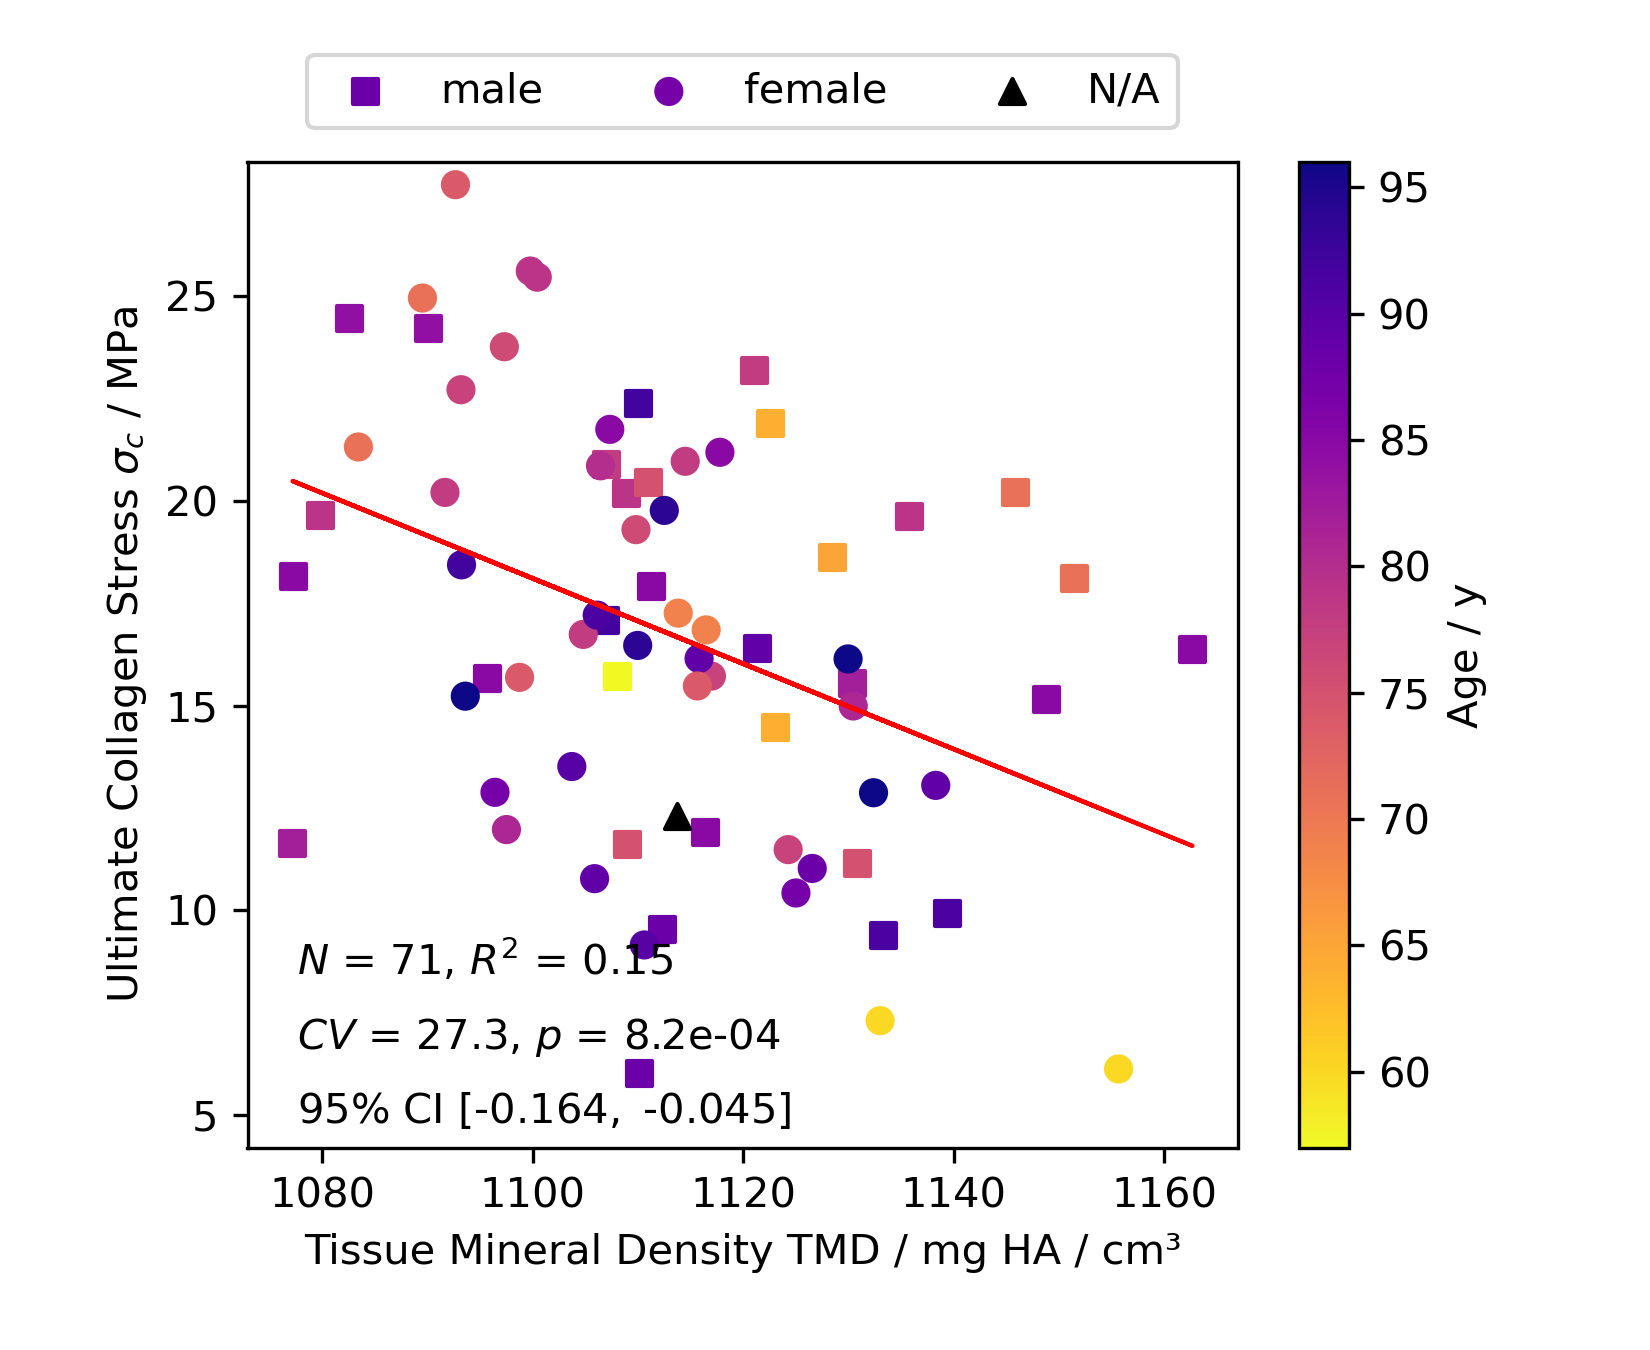 male female N/A
25
20
15
10
5
Ultimate Collagen Stress σc / MPa
N = 71, R² = 0.15
CV = 27.3, p = 8.2e-04
95% CI [-0.164, -0.045]
1080 1100 1120 1140 1160
Tissue Mineral Density TMD / mg HA / cm³
95
90
85
80
75
70
65
60
Age / y